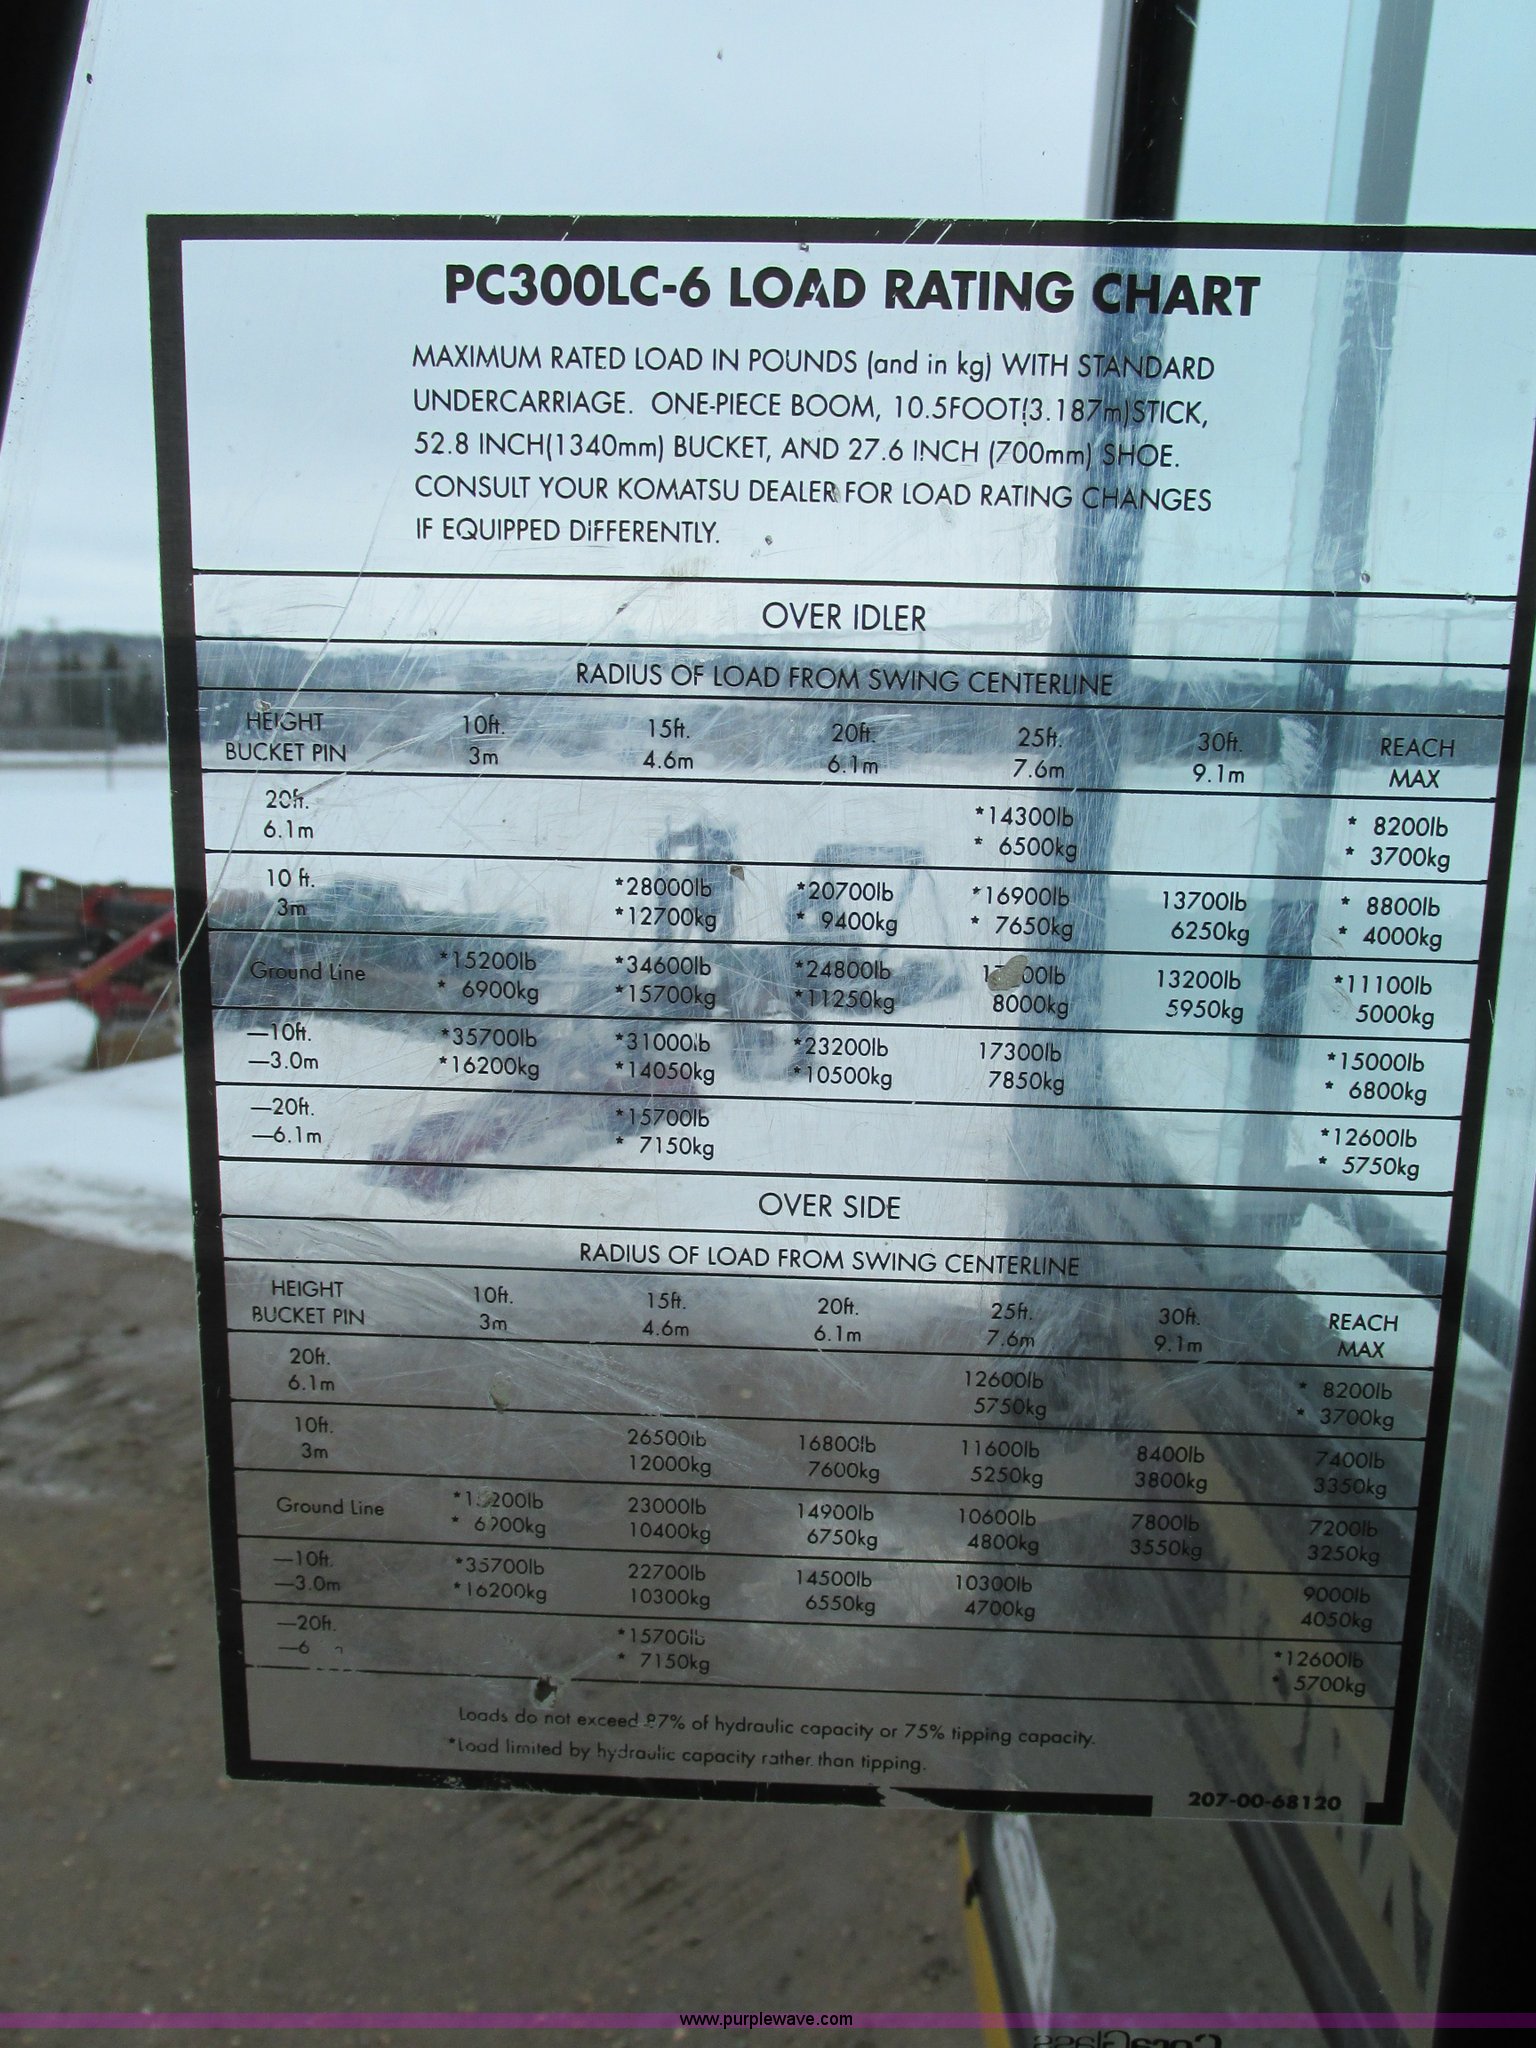 PC300LC-6 LOAD RATING CHART
MAXIMUM RATED LOAD IN POUNDS (and in kg) WITH STANDARD
UNDERCARRIAGE. ONE-PIECE BOOM, 10.5FOOT(3.187m)STICK,
52.8 INCH(1340mm) BUCKET, AND 27.6 INCH (700mm) SHOE.
CONSULT YOUR KOMATSU DEALER FOR LOAD RATING CHANGES
IF EQUIPPED DIFFERENTLY.
OVER IDLER
RADIUS OF LOAD FROM SWING CENTERLINE
HEIGHT 10ft. 15ft. 20ft. 25ft. 30ft. REACH
BUCKET PIN 3m 4.6m 6.1m 7.6m 9.1m MAX
20ft. *14300lb * 8200lb
6.1m * 6500kg * 3700kg
10 ft. *28000lb *20700lb *16900lb 13700lb * 8800lb
3m *12700kg * 9400kg * 7650kg 6250kg * 4000kg
Ground Line *15200lb *34600lb *24800lb 13200lb *11100lb
* 6900kg *15700kg *11250kg 8000kg 5950kg 5000kg
—10ft. *35700lb *31000lb *23200lb 17300lb *15000lb
—3.0m *16200kg *14050kg *10500kg 7850kg * 6800kg
—20ft. *15700lb *12600lb
—6.1m * 7150kg * 5750kg
OVER SIDE
RADIUS OF LOAD FROM SWING CENTERLINE
HEIGHT 10ft. 15ft. 20ft. 25ft. 30ft. REACH
BUCKET PIN 3m 4.6m 6.1m 7.6m 9.1m MAX
20ft. 12600lb * 8200lb
6.1m 5750kg * 3700kg
10ft. 26500lb 16800lb 11600lb 8400lb 7400lb
3m 12000kg 7600kg 5250kg 3800kg 3350kg
Ground Line *15200lb 23000lb 14900lb 10600lb 7800lb 7200lb
* 6900kg 10400kg 6750kg 4800kg 3550kg 3250kg
—10ft. *35700lb 22700lb 14500lb 10300lb 9000lb
—3.0m *16200kg 10300kg 6550kg 4700kg 4050kg
—20ft. *15700lb *12600lb
* 7150kg * 5700kg
Loads do not exceed 87% of hydraulic capacity or 75% tipping capacity.
*Load limited by hydraulic capacity rather than tipping.
207-00-68120
www.purplewave.com